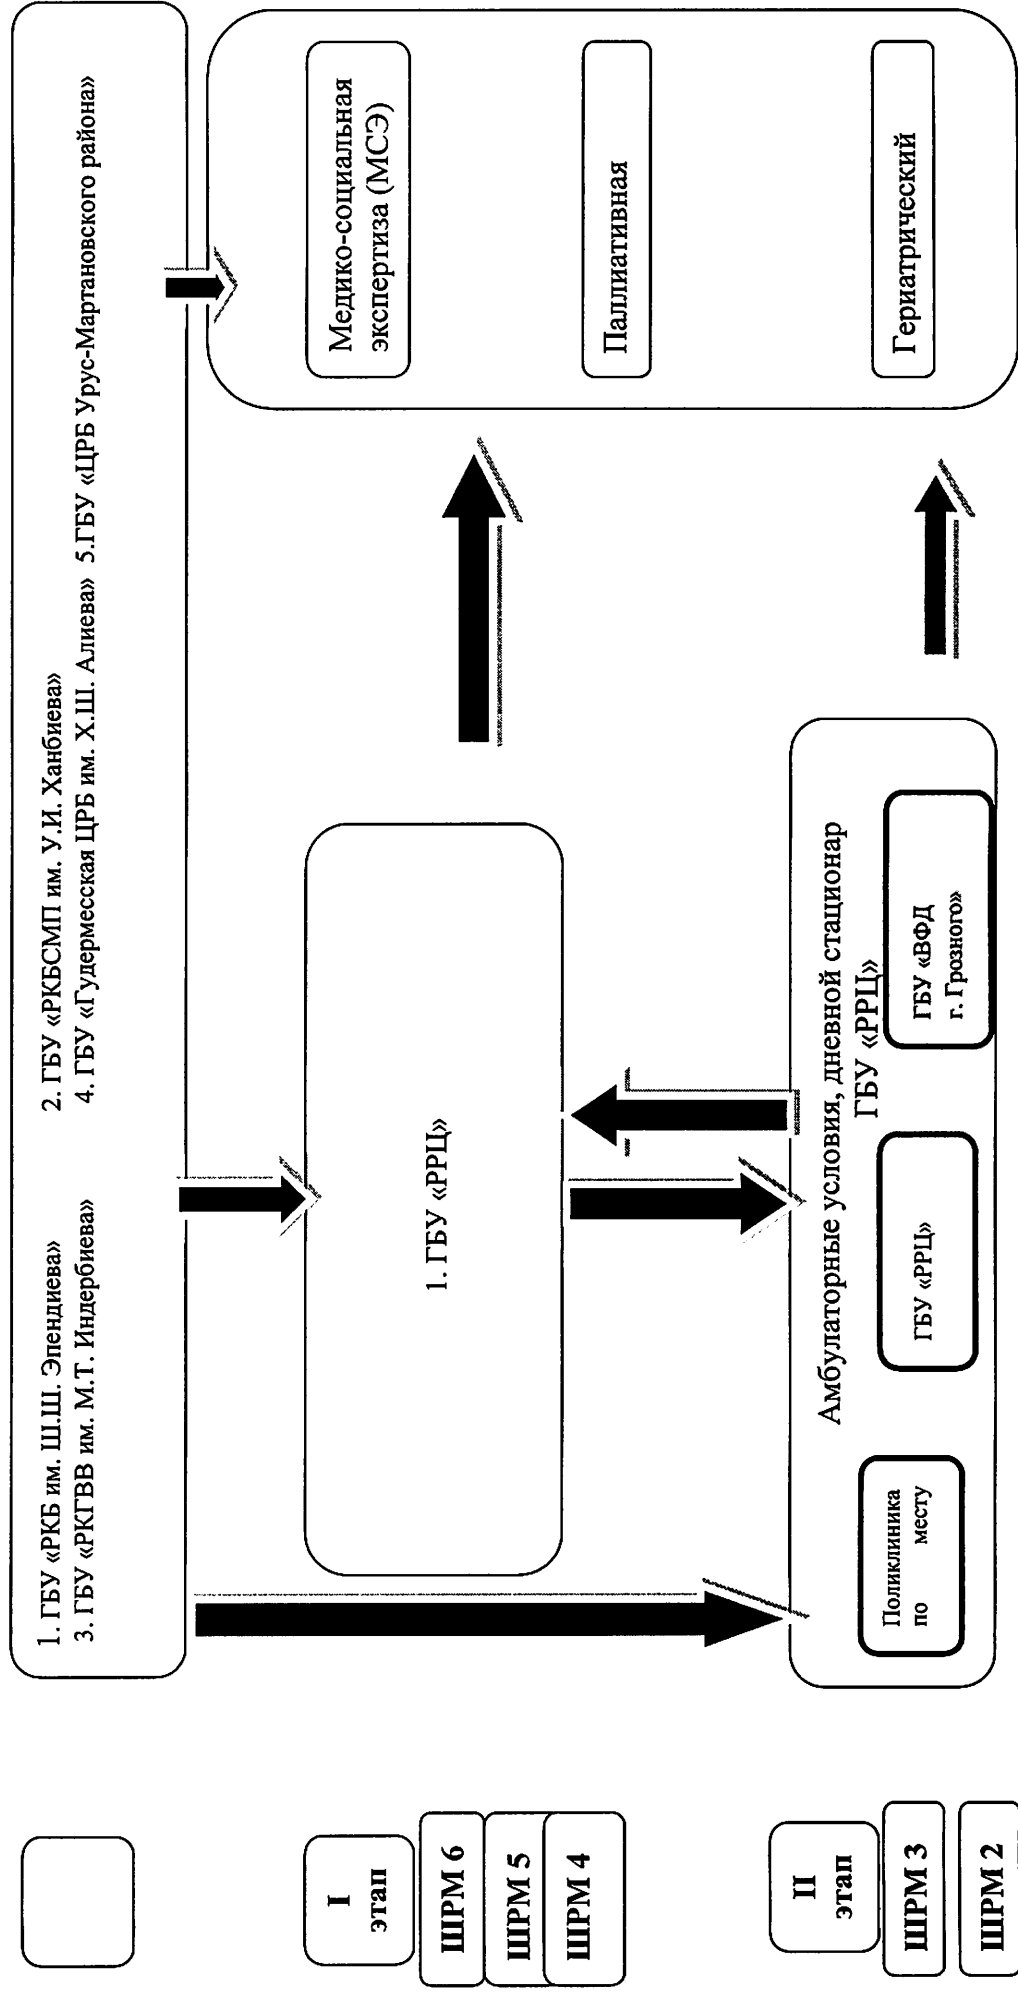 1. ГБУ «РКБ им. Ш.Ш. Эпендиева» 2. ГБУ «РКБСМП им. У.И. Ханбиева»
3. ГБУ «РКГВВ им. М.Т. Индербиева» 4. ГБУ «Гудермесская ЦРБ им. Х.Ш. Алиева» 5.ГБУ «ЦРБ Урус-Мартановского района»
I
этап
ШРМ 6
ШРМ 5
ШРМ 4
1. ГБУ «РРЦ»
Медико-социальная
экспертиза (МСЭ)
Паллиативная
Гериатрический
II
этап
ШРМ 3
ШРМ 2
Амбулаторные условия, дневной стационар
ГБУ «РРЦ»
Поликлиника
по месту
ГБУ «РРЦ»
ГБУ «ВФД
г. Грозного»